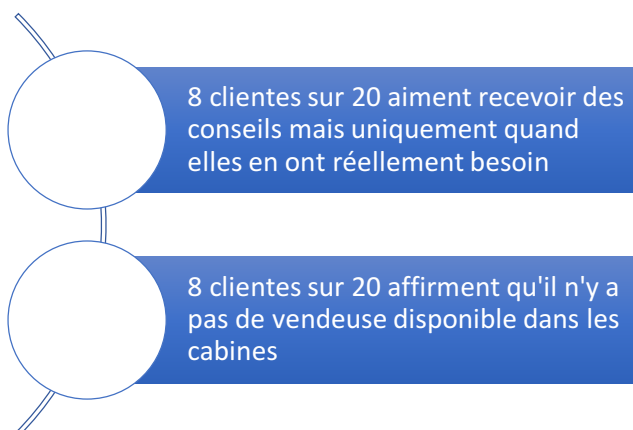 8 clientes sur 20 aiment recevoir des
conseils mais uniquement quand
elles en ont réellement besoin
8 clientes sur 20 affirment qu'il n'y a
pas de vendeuse disponible dans les
cabines